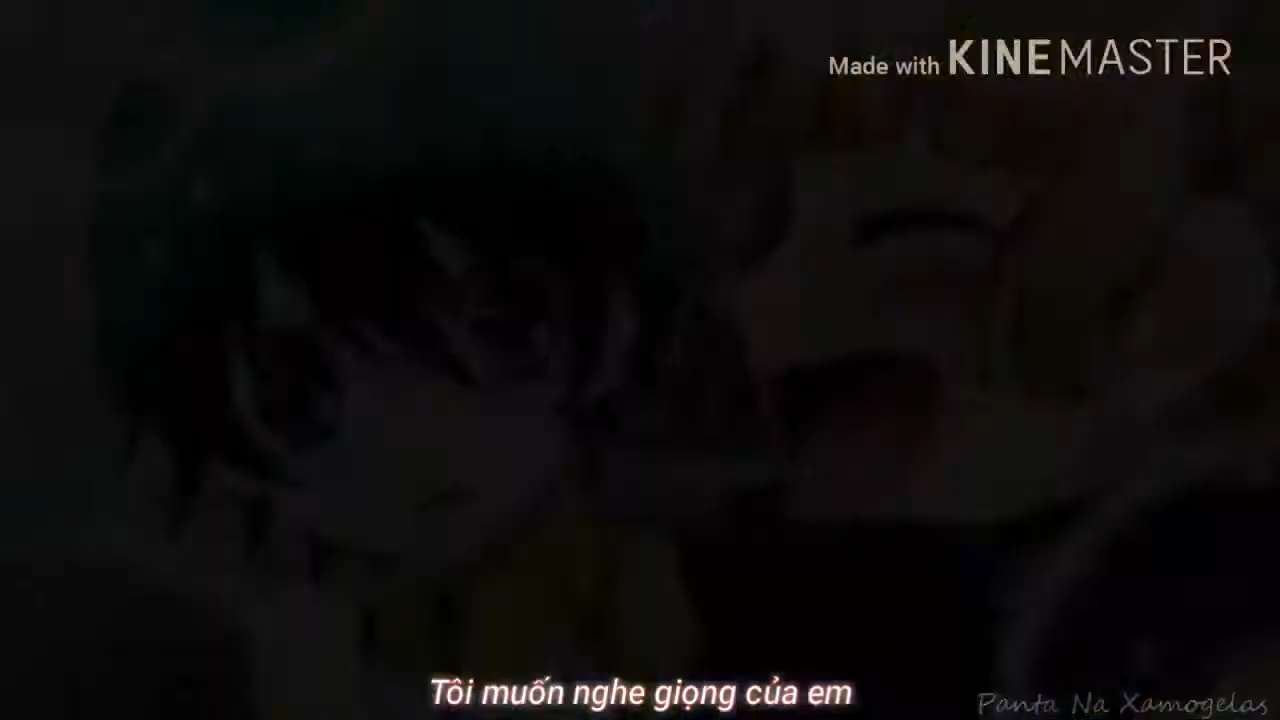 Made with KINEMASTER
Tôi muốn nghe giọng của em
Panta Na Xamogelas